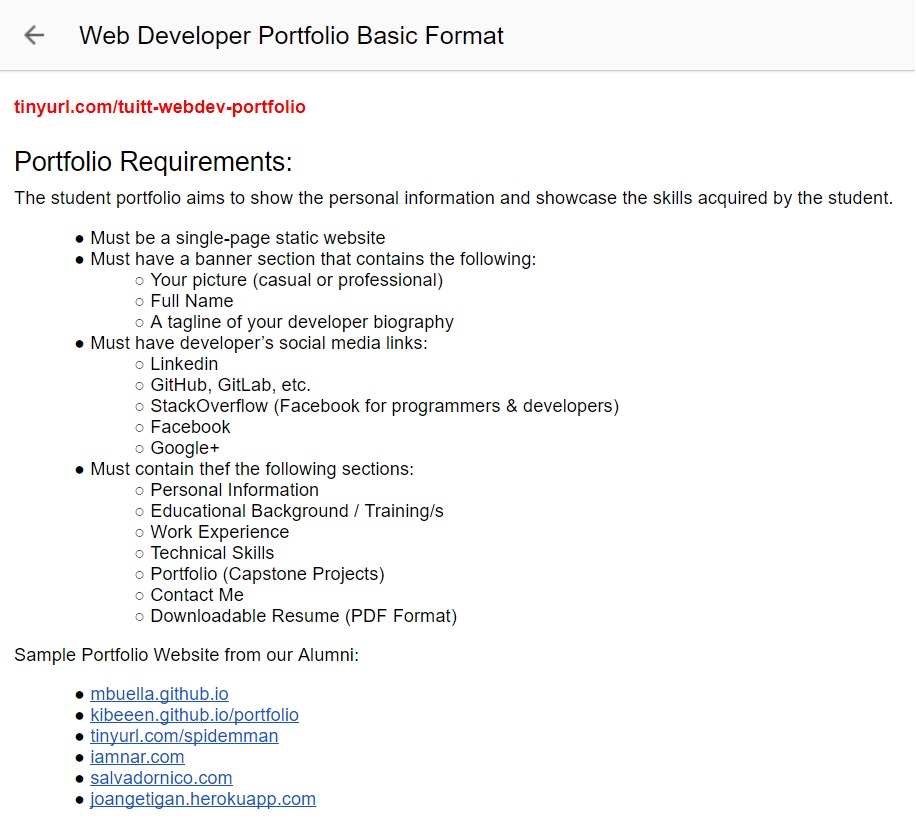 Web Developer Portfolio Basic Format
tinyurl.com/tuitt-webdev-portfolio
Portfolio Requirements:
The student portfolio aims to show the personal information and showcase the skills acquired by the student.
● Must be a single-page static website
● Must have a banner section that contains the following:
○ Your picture (casual or professional)
○ Full Name
○ A tagline of your developer biography
● Must have developer's social media links:
○ Linkedin
○ GitHub, GitLab, etc.
○ StackOverflow (Facebook for programmers & developers)
○ Facebook
○ Google+
● Must contain thef the following sections:
○ Personal Information
○ Educational Background / Training/s
○ Work Experience
○ Technical Skills
○ Portfolio (Capstone Projects)
○ Contact Me
○ Downloadable Resume (PDF Format)
Sample Portfolio Website from our Alumni:
● mbuella.github.io
● kibeeen.github.io/portfolio
● tinyurl.com/spidemman
● iamnar.com
● salvadornico.com
● joangetigan.herokuapp.com